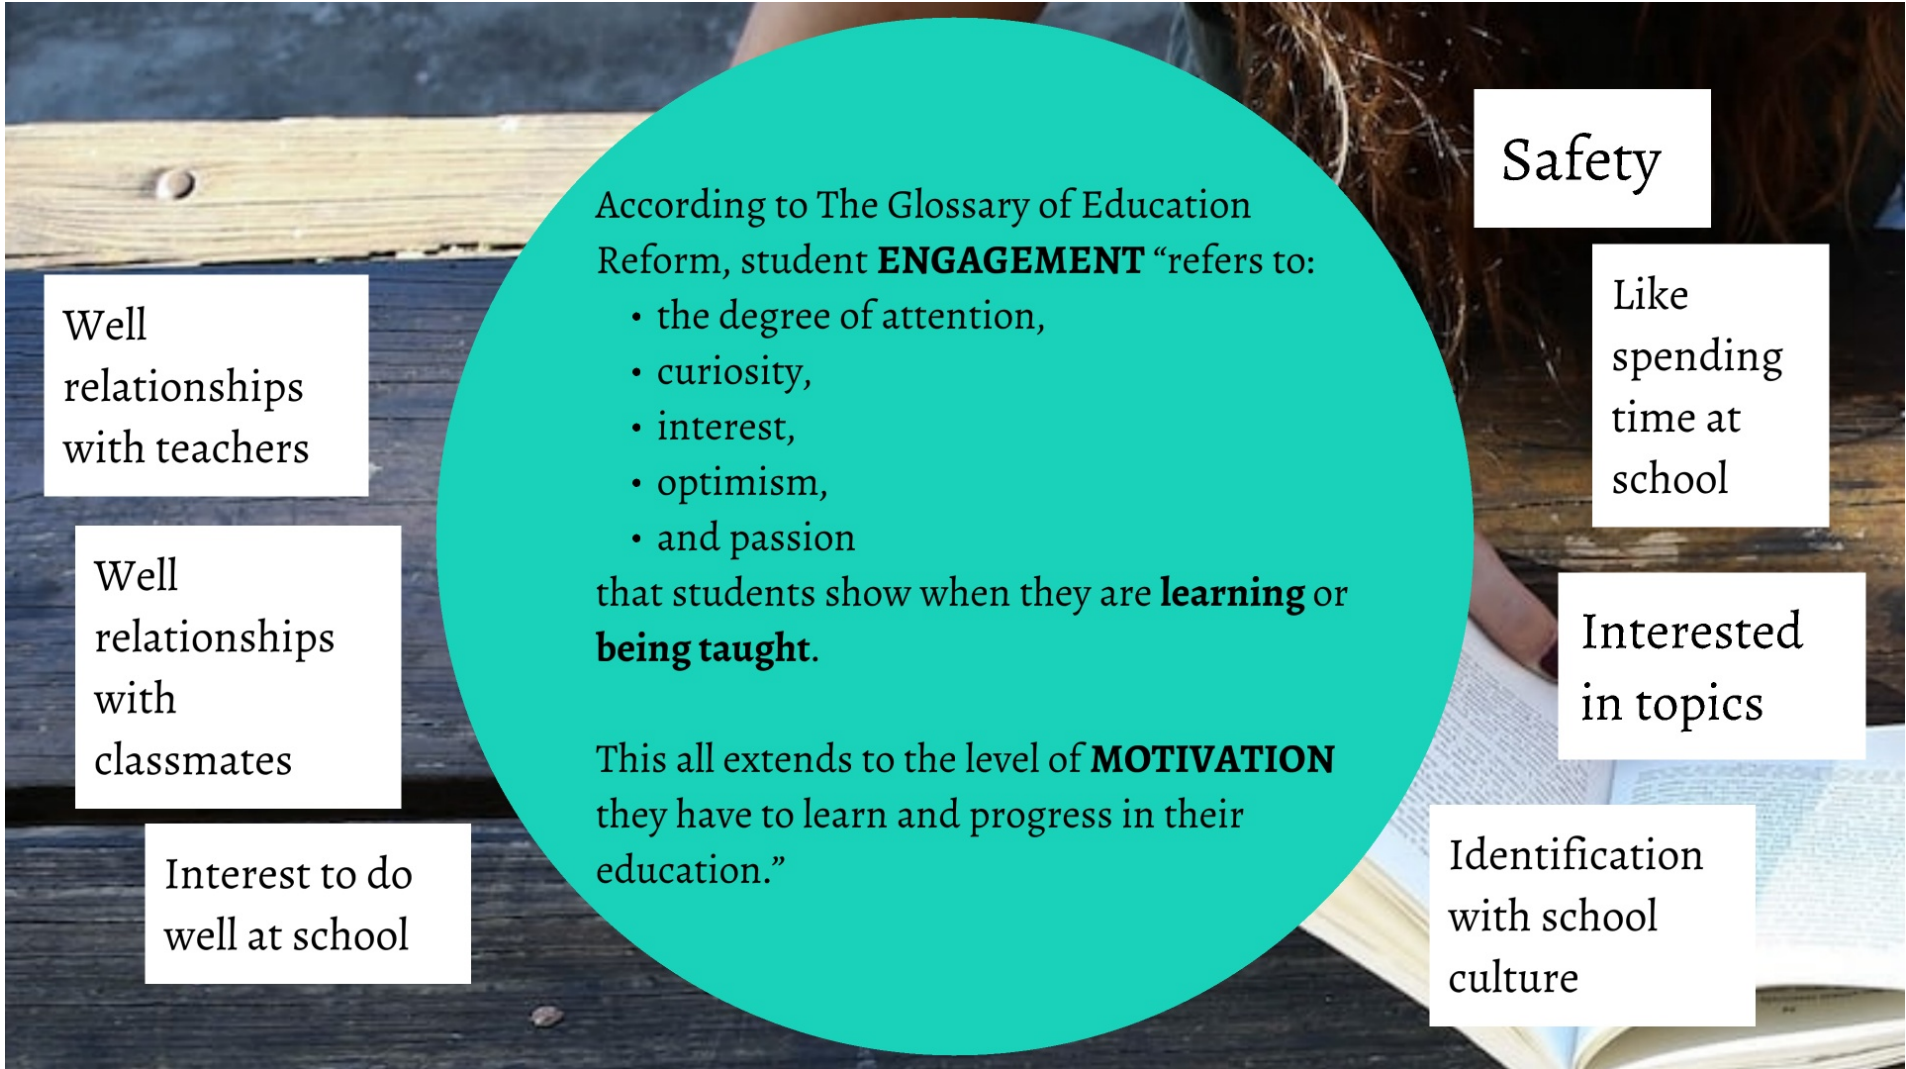 According to The Glossary of Education
Reform, student ENGAGEMENT “refers to:
• the degree of attention,
• curiosity,
• interest,
• optimism,
• and passion
that students show when they are learning or
being taught.
This all extends to the level of MOTIVATION
they have to learn and progress in their
education.”
Well
relationships
with teachers
Well
relationships
with
classmates
Interest to do
well at school
Safety
Like
spending
time at
school
Interested
in topics
Identification
with school
culture